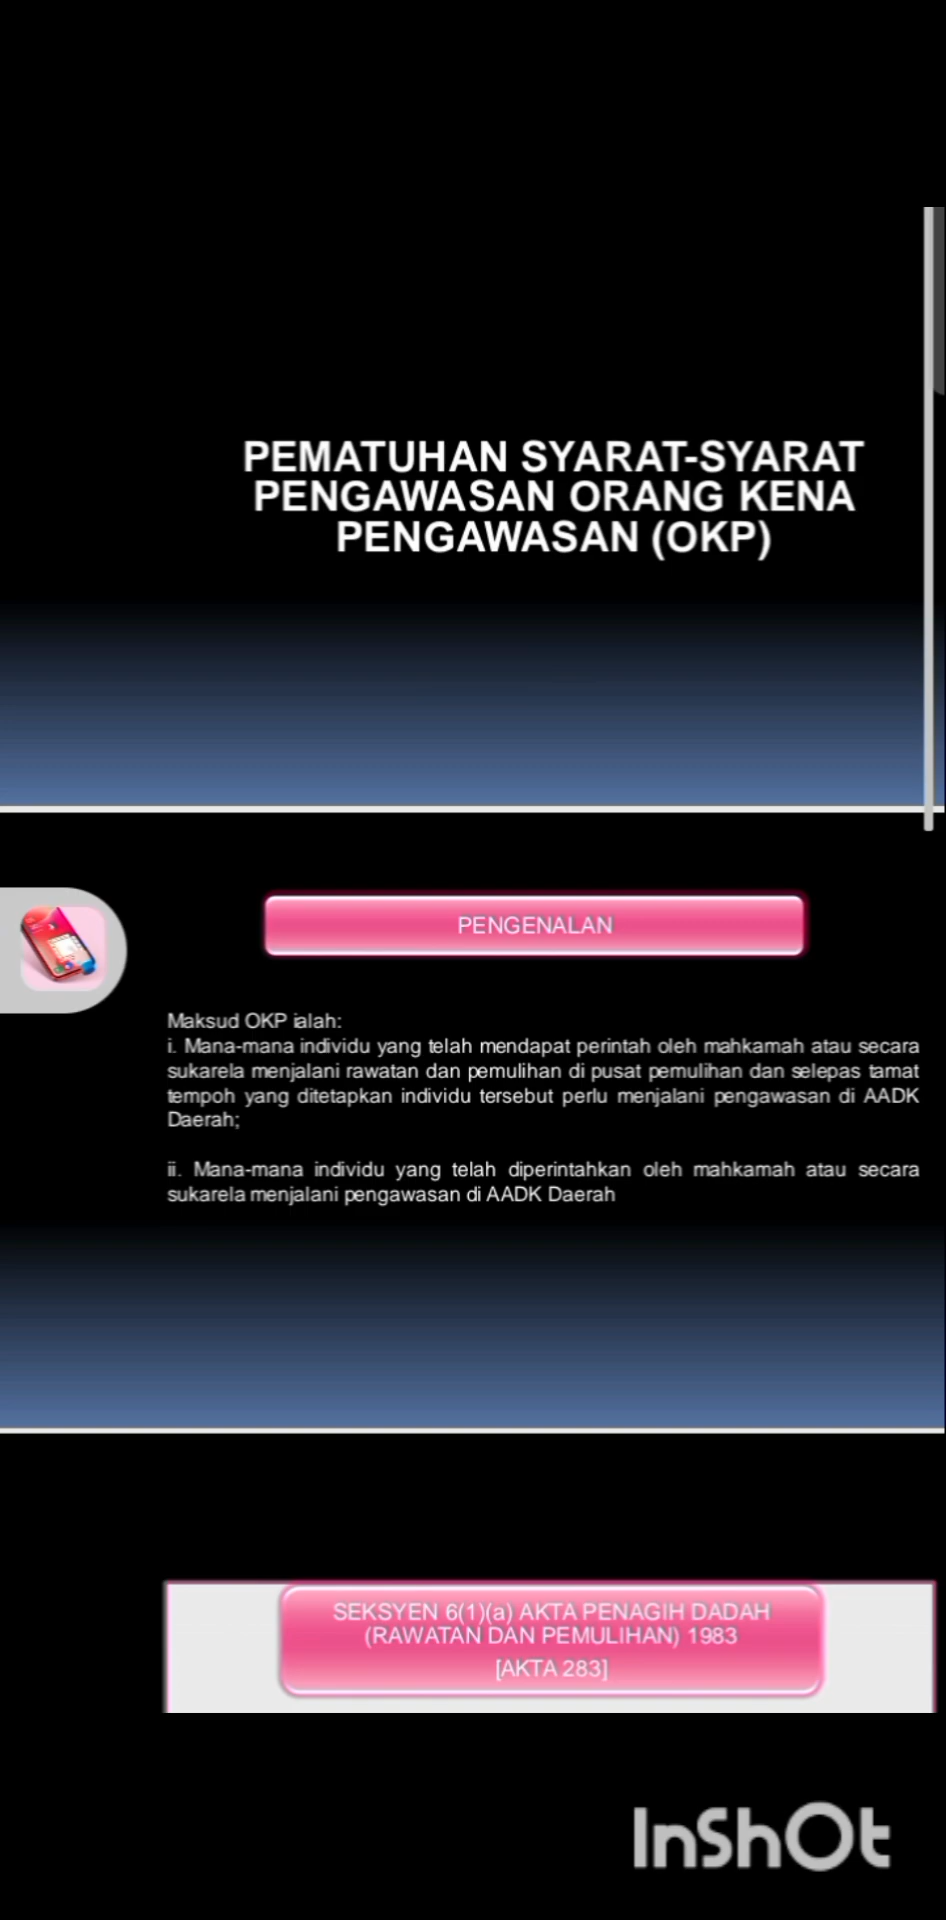 PEMATUHAN SYARAT-SYARAT
PENGAWASAN ORANG KENA
PENGAWASAN (OKP)
PENGENALAN
Maksud OKP ialah:
i. Mana-mana individu yang telah mendapat perintah oleh mahkamah atau secara
sukarela menjalani rawatan dan pemulihan di pusat pemulihan dan selepas tamat
tempoh yang ditetapkan individu tersebut perlu menjalani pengawasan di AADK
Daerah;
ii. Mana-mana individu yang telah diperintahkan oleh mahkamah atau secara
sukarela menjalani pengawasan di AADK Daerah
SEKSYEN 6(1)(a) AKTA PENAGIH DADAH
(RAWATAN DAN PEMULIHAN) 1983
[AKTA 283]
InShOt